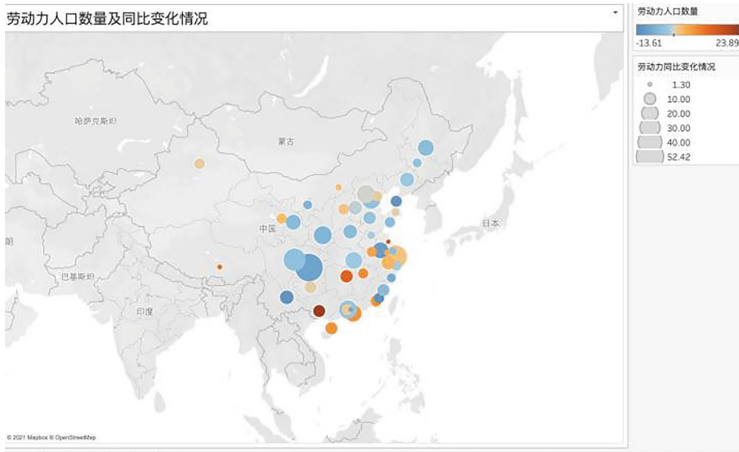 劳动力人口数量及同比变化情况
劳动力人口数量
-13.61 23.89
劳动力同比变化情况
1.30
10.00
20.00
30.00
40.00
52.42
哈萨克斯坦
蒙古
中国
日本
朗
巴基斯坦
印度
© 2021 Mapbox © OpenStreetMap